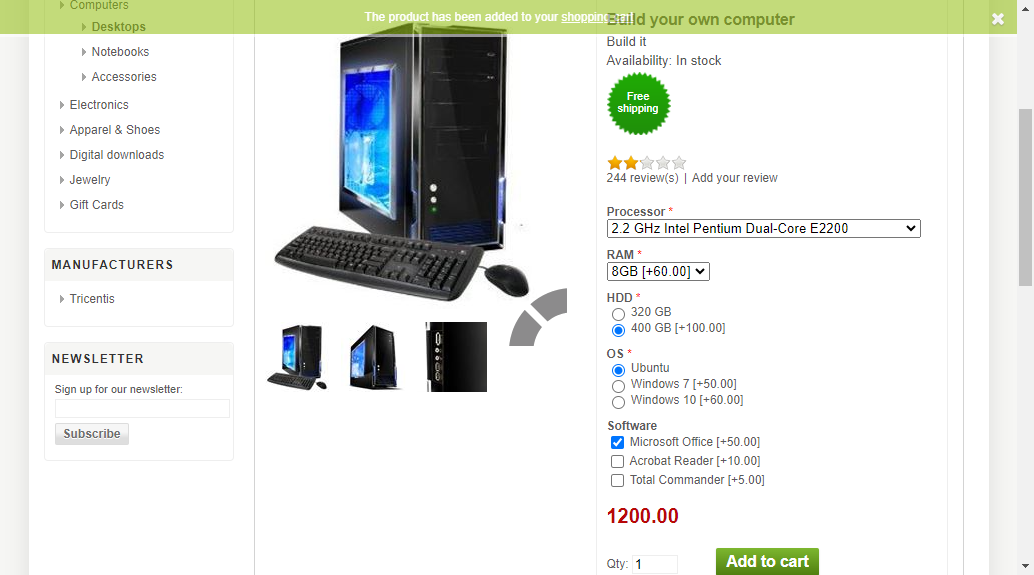 The product has been added to your shopping cart
Computers
Desktops
Notebooks
Accessories
Electronics
Apparel & Shoes
Digital downloads
Jewelry
Gift Cards
MANUFACTURERS
Tricentis
NEWSLETTER
Sign up for our newsletter:
Subscribe
Build your own computer
Build it
Availability: In stock
Free
shipping
244 review(s) | Add your review
Processor *
2.2 GHz Intel Pentium Dual-Core E2200
RAM *
8GB [+60.00]
HDD *
320 GB
400 GB [+100.00]
OS *
Ubuntu
Windows 7 [+50.00]
Windows 10 [+60.00]
Software
Microsoft Office [+50.00]
Acrobat Reader [+10.00]
Total Commander [+5.00]
1200.00
Qty: 1
Add to cart